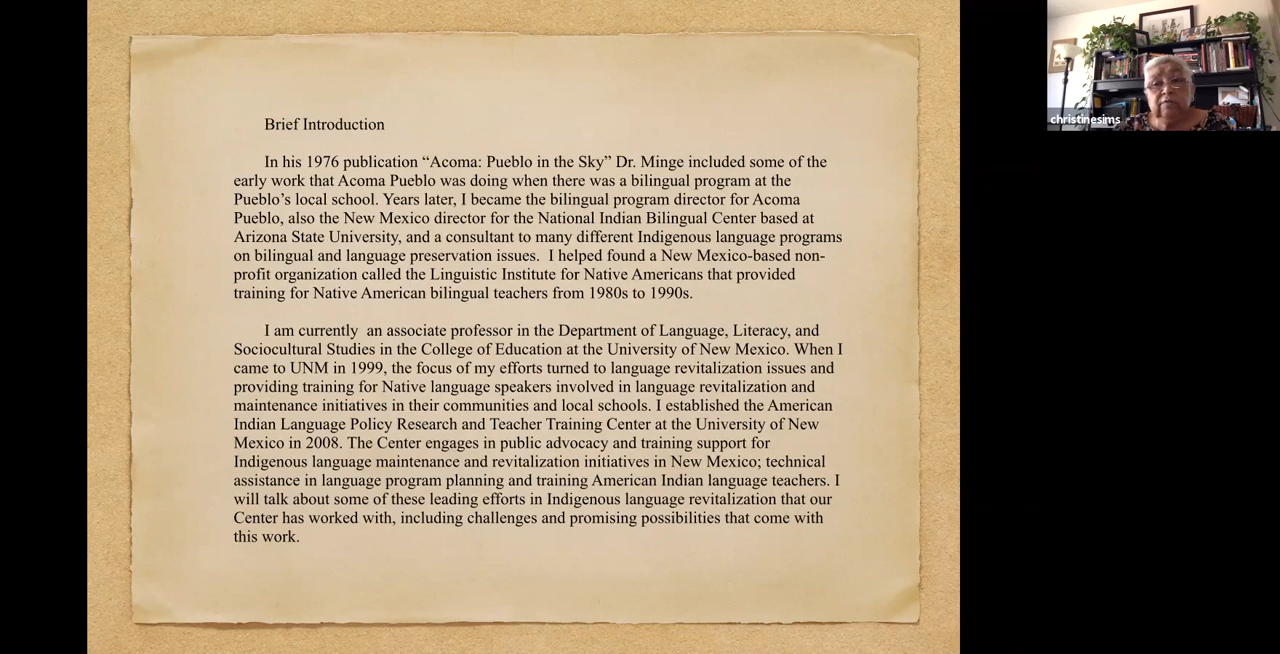 Brief Introduction
In his 1976 publication “Acoma: Pueblo in the Sky” Dr. Minge included some of the
early work that Acoma Pueblo was doing when there was a bilingual program at the
Pueblo’s local school. Years later, I became the bilingual program director for Acoma
Pueblo, also the New Mexico director for the National Indian Bilingual Center based at
Arizona State University, and a consultant to many different Indigenous language programs
on bilingual and language preservation issues.  I helped found a New Mexico-based non-
profit organization called the Linguistic Institute for Native Americans that provided
training for Native American bilingual teachers from 1980s to 1990s.
I am currently  an associate professor in the Department of Language, Literacy, and
Sociocultural Studies in the College of Education at the University of New Mexico. When I
came to UNM in 1999, the focus of my efforts turned to language revitalization issues and
providing training for Native language speakers involved in language revitalization and
maintenance initiatives in their communities and local schools. I established the American
Indian Language Policy Research and Teacher Training Center at the University of New
Mexico in 2008. The Center engages in public advocacy and training support for
Indigenous language maintenance and revitalization initiatives in New Mexico; technical
assistance in language program planning and training American Indian language teachers. I
will talk about some of these leading efforts in Indigenous language revitalization that our
Center has worked with, including challenges and promising possibilities that come with
this work.
christinesims